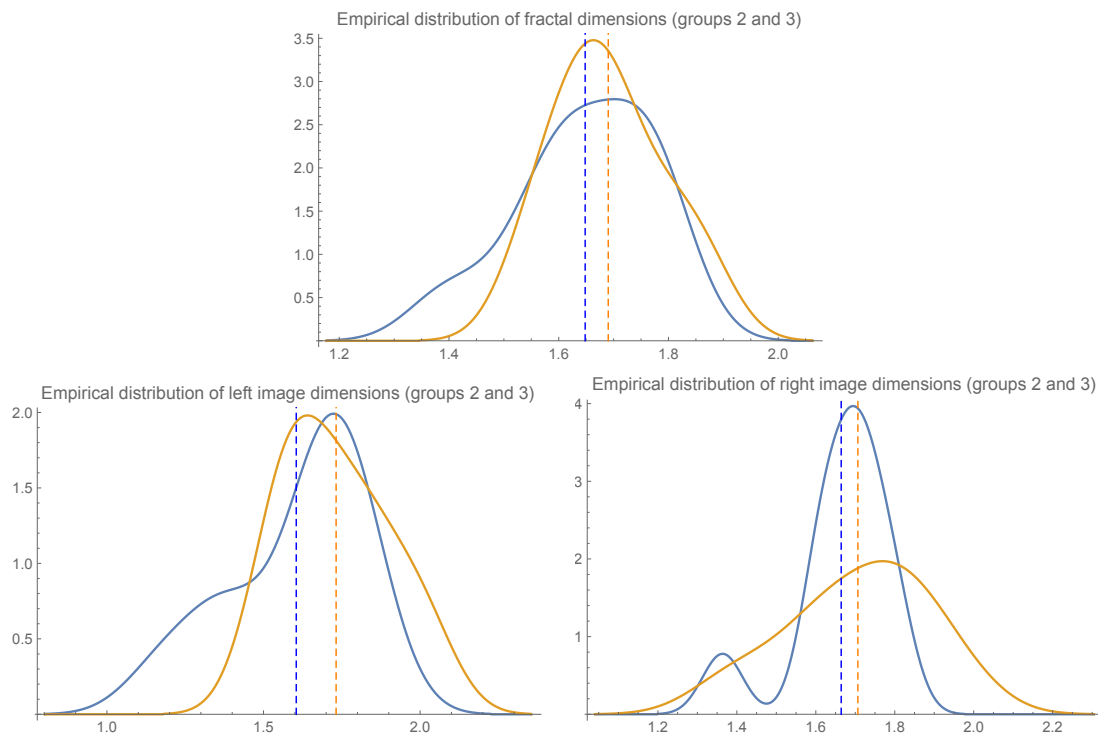 Empirical distribution of fractal dimensions (groups 2 and 3)
3.5
3.0
2.5
2.0
1.5
1.0
0.5
1.2 1.4 1.6 1.8 2.0
Empirical distribution of left image dimensions (groups 2 and 3)
2.0
1.5
1.0
0.5
1.0 1.5 2.0
Empirical distribution of right image dimensions (groups 2 and 3)
4
3
2
1
1.2 1.4 1.6 1.8 2.0 2.2